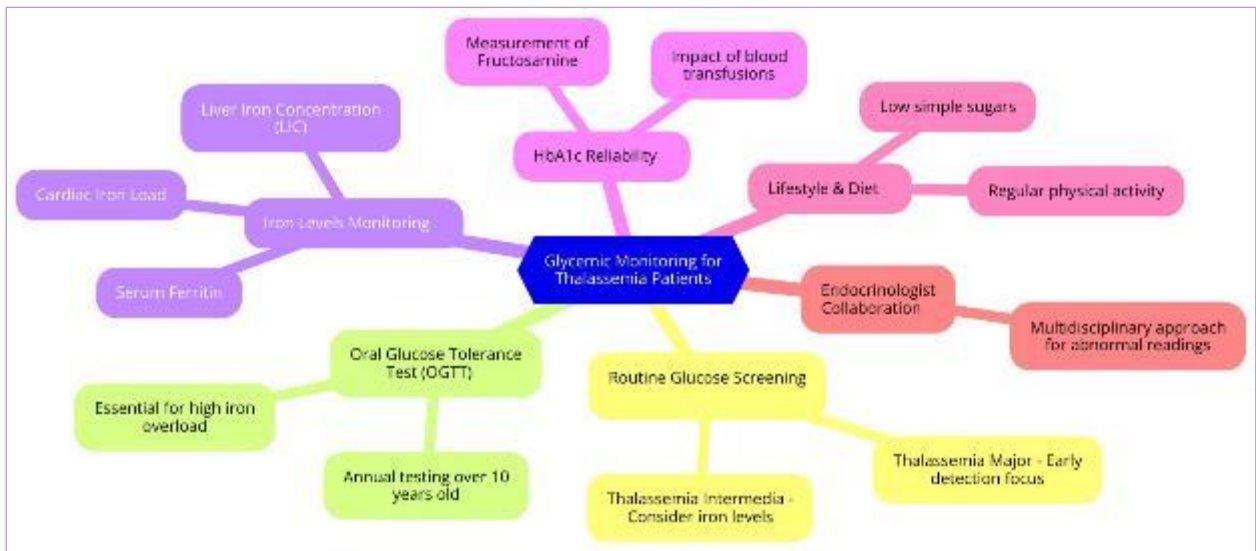 Measurement of
Fructosamine
Impact of blood
transfusions
HbA1c Reliability
Liver Iron Concentration
(LIC)
Cardiac Iron Load
Iron Levels Monitoring
Serum Ferritin
Low simple sugars
Lifestyle & Diet
Regular physical activity
Glycemic Monitoring for
Thalassemia Patients
Endocrinologist
Collaboration
Multidisciplinary approach
for abnormal readings
Oral Glucose Tolerance
Test (OGTT)
Essential for high iron
overload
Annual testing over 10
years old
Routine Glucose Screening
Thalassemia Major - Early
detection focus
Thalassemia Intermedia -
Consider iron levels